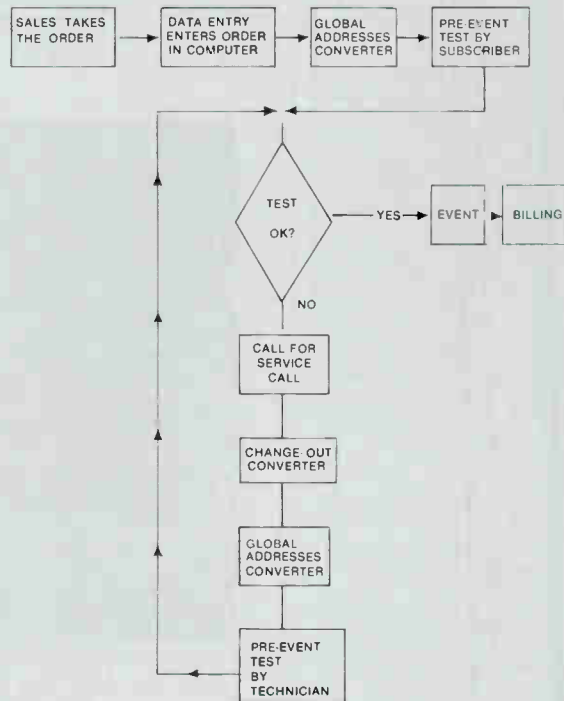 SALES TAKES
THE ORDER
DATA ENTRY
ENTERS ORDER
IN COMPUTER
GLOBAL
ADDRESSES
CONVERTER
PRE-EVENT
TEST BY
SUBSCRIBER
TEST
OK?
YES
EVENT
BILLING
NO
CALL FOR
SERVICE
CALL
CHANGE-OUT
CONVERTER
GLOBAL
ADDRESSES
CONVERTER
PRE-EVENT
TEST
BY
TECHNICIAN